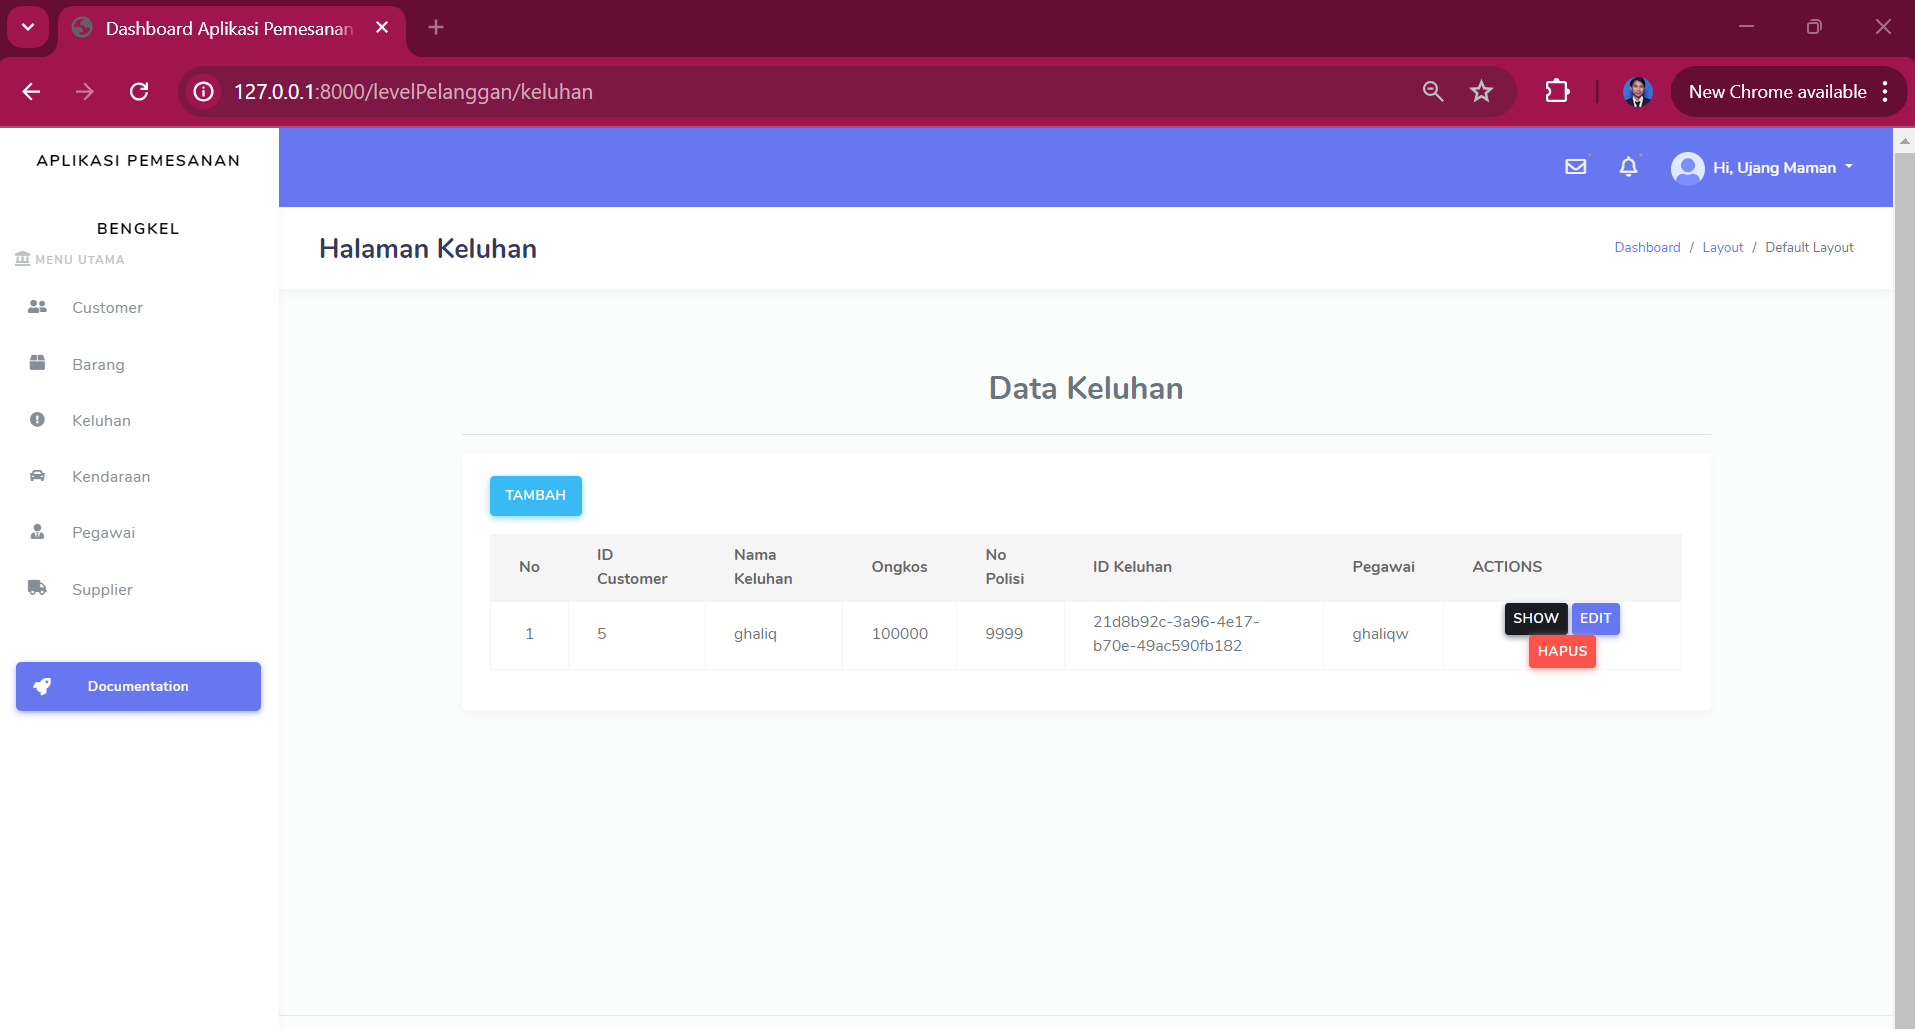 Dashboard Aplikasi Pemesanan
127.0.0.1:8000/levelPelanggan/keluhan
New Chrome available
APLIKASI PEMESANAN
BENGKEL
MENU UTAMA
Customer
Barang
Keluhan
Kendaraan
Pegawai
Supplier
Documentation
Hi, Ujang Maman
Halaman Keluhan
Dashboard / Layout / Default Layout
Data Keluhan
TAMBAH
No ID Customer Nama Keluhan Ongkos No Polisi ID Keluhan Pegawai ACTIONS
1 5 ghaliq 100000 9999 21d8b92c-3a96-4e17-b70e-49ac590fb182 ghaliqw SHOW EDIT
HAPUS